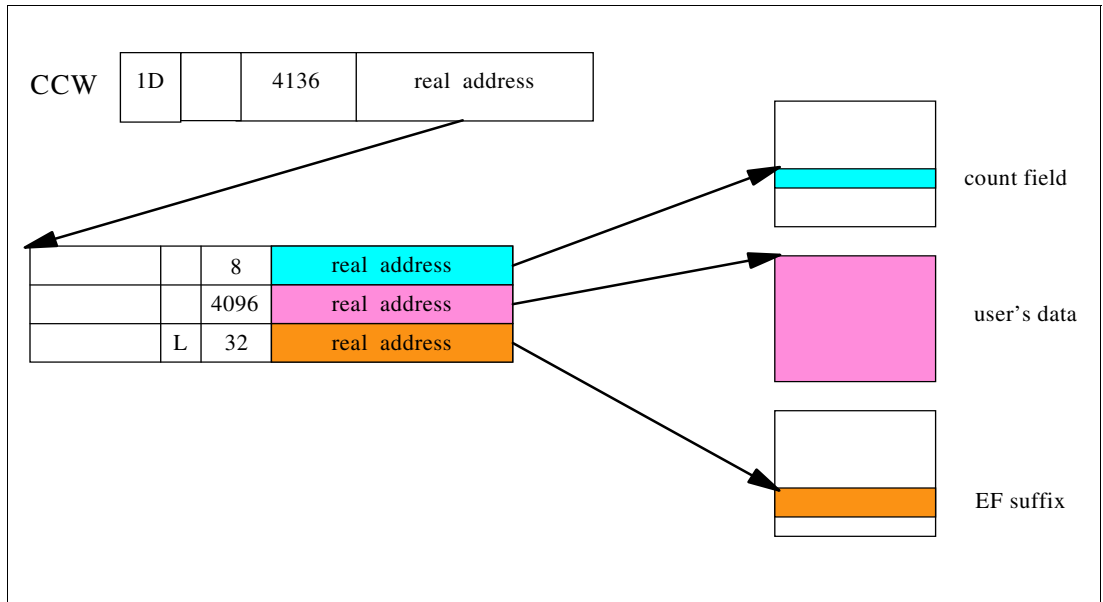 CCW 1D 4136 real address
count field
8 real address
4096 real address
L 32 real address
user's data
EF suffix